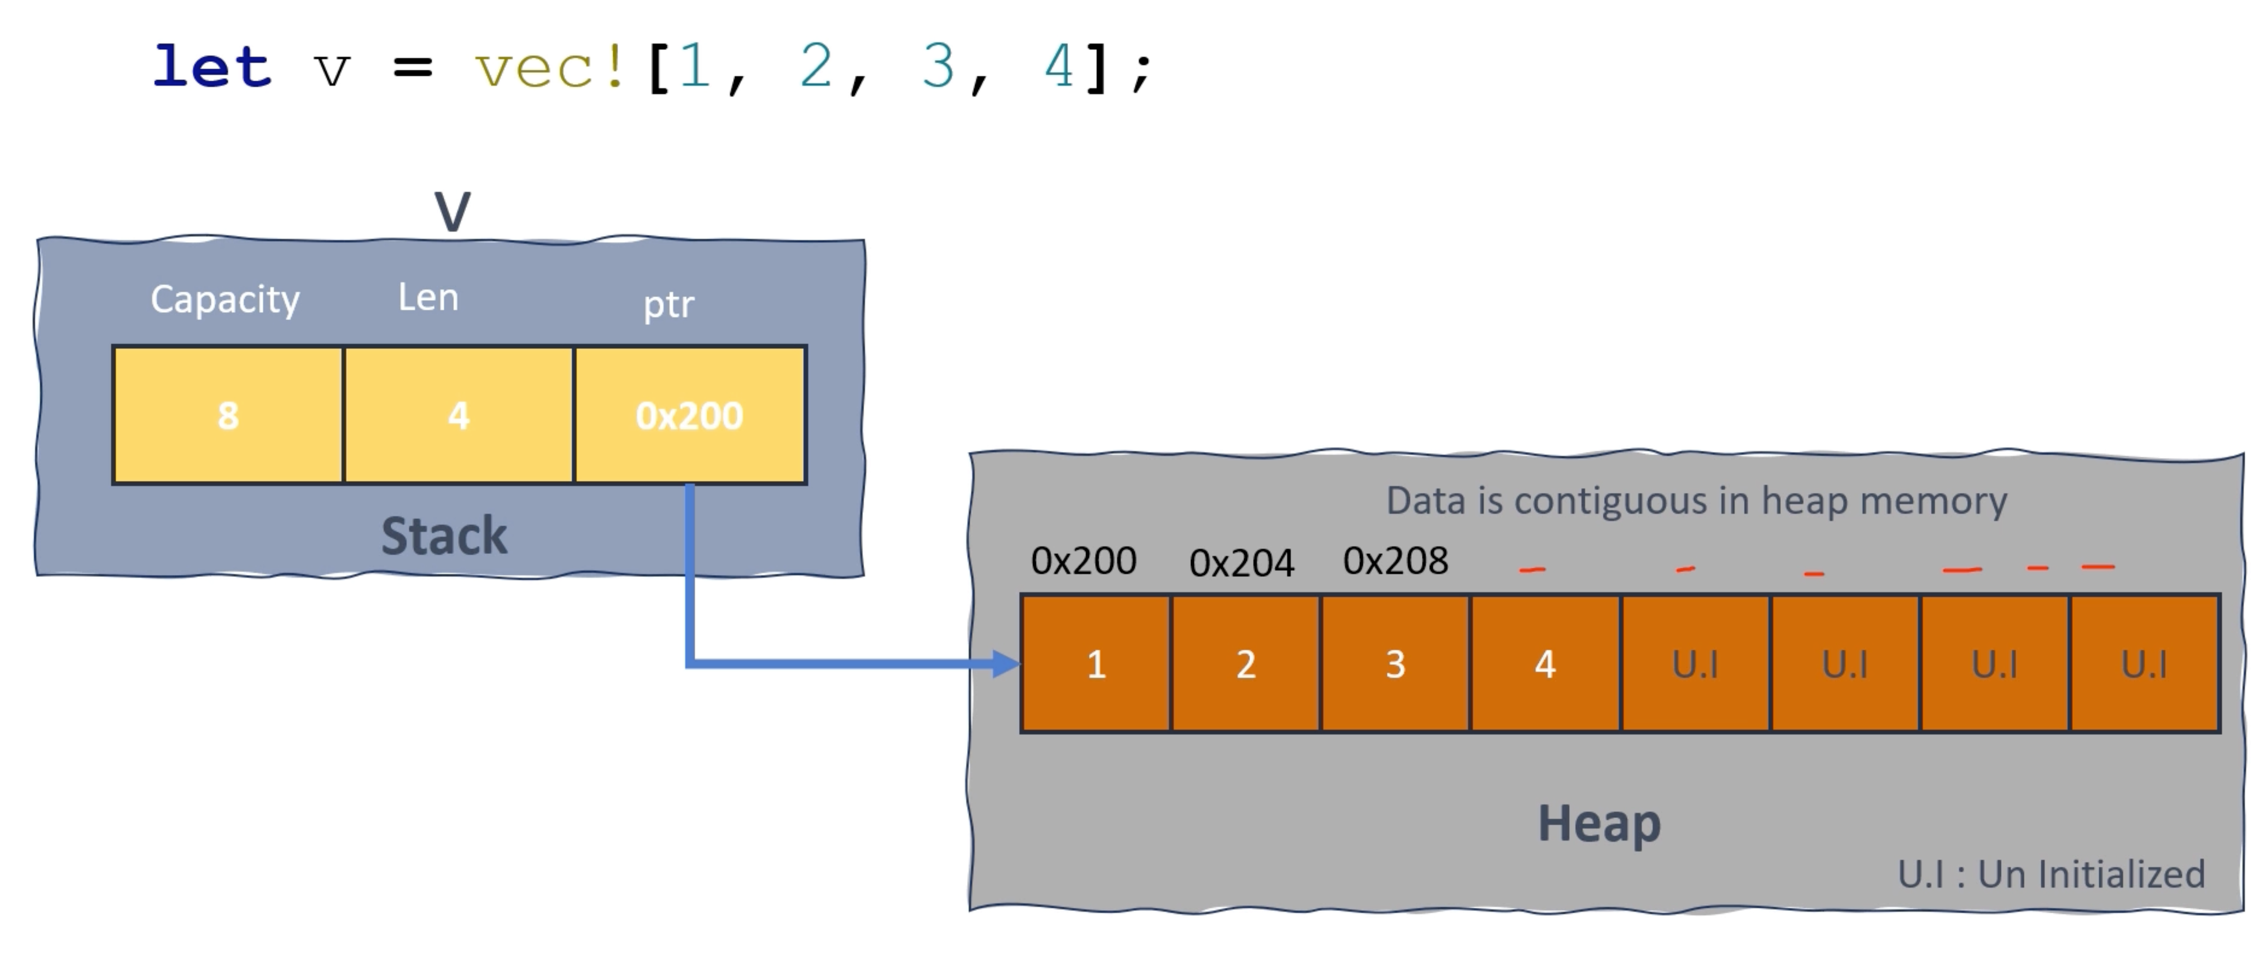 let v = vec![1, 2, 3, 4];
V
Capacity Len ptr
8 4 0x200
Stack
Data is contiguous in heap memory
0x200 0x204 0x208
1 2 3 4 U.I U.I U.I U.I
Heap
U.I : Un Initialized